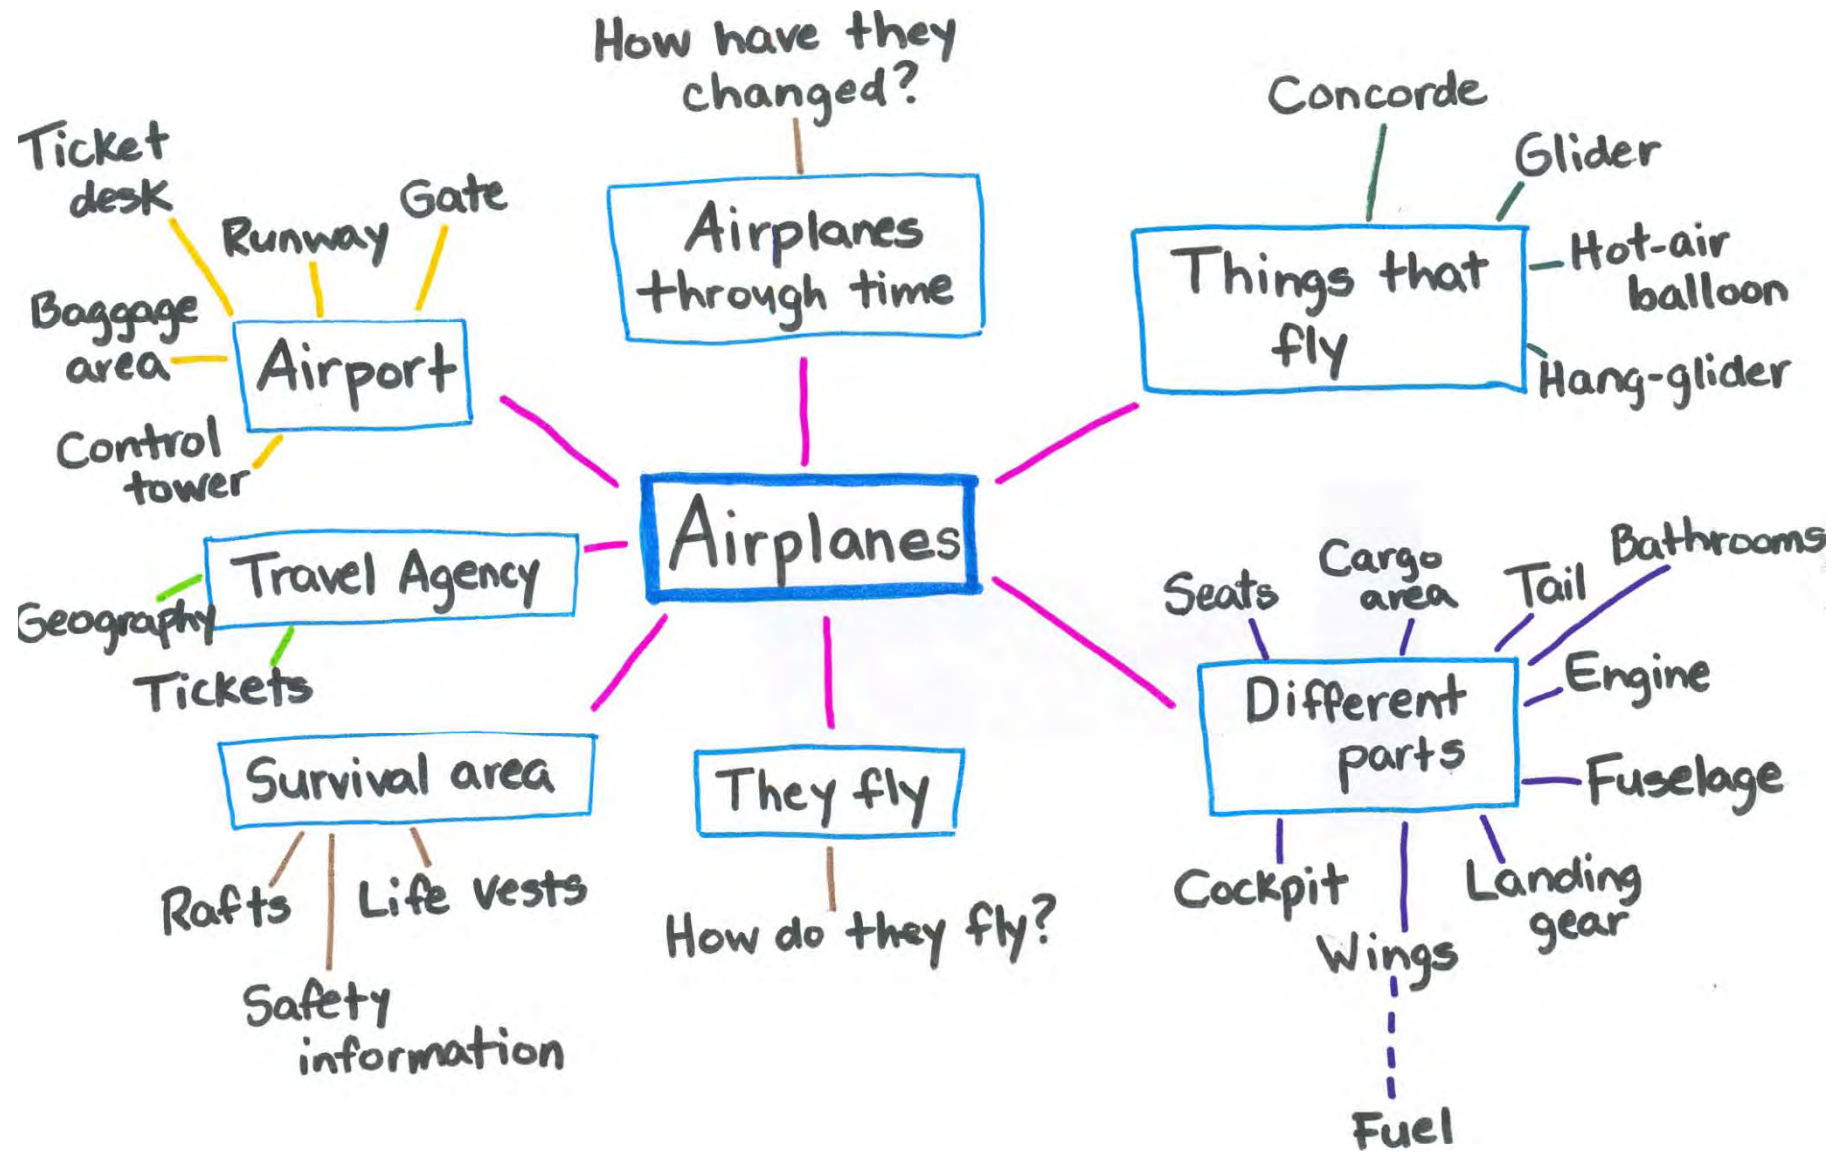 How have they
changed?
Airplanes
through time
Concorde
Glider
Hot-air
balloon
Hang-glider
Things that
fly
Ticket
desk
Runway
Gate
Baggage
area
Airport
Control
tower
Airplanes
Travel Agency
Geography
Tickets
Survival area
Rafts
Life vests
Safety
information
They fly
How do they fly?
Seats
Cargo
area
Tail
Bathrooms
Engine
Different
parts
Fuselage
Cockpit
Wings
Landing
gear
Fuel